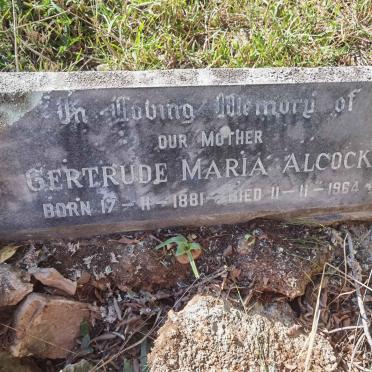 In Loving Memory of
OUR MOTHER
GERTRUDE MARIA ALCOCK
BORN 17-11-1881- DIED 11-11-1964